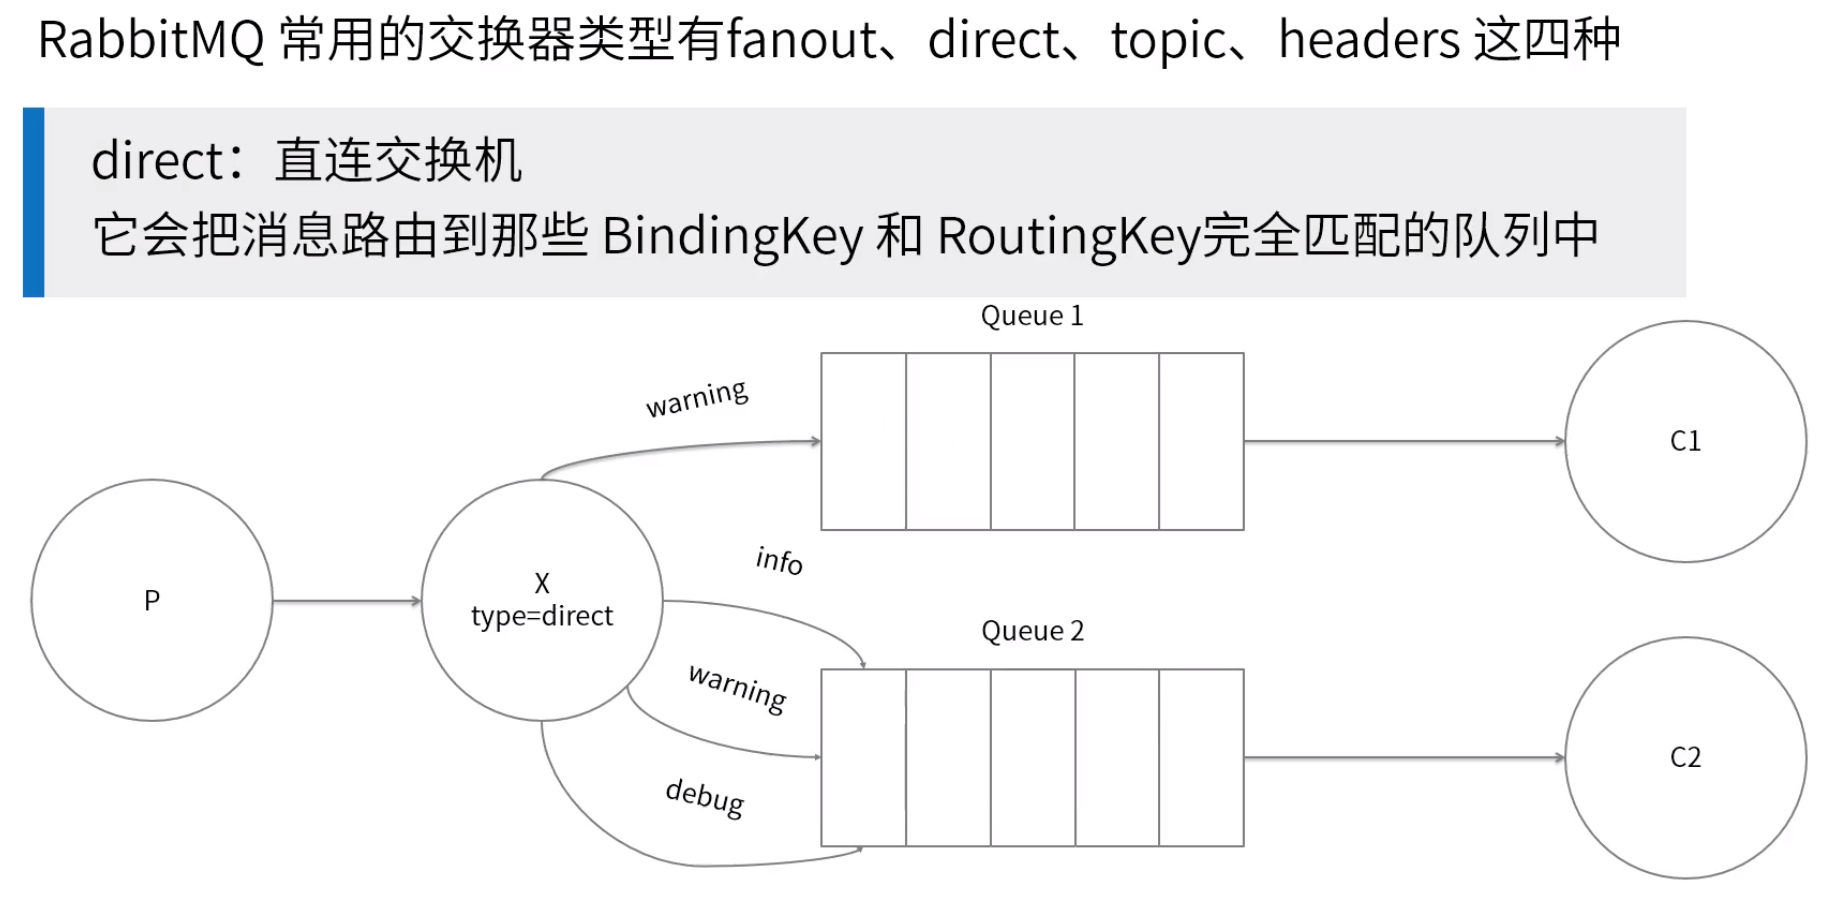 RabbitMQ 常用的交换器类型有fanout、direct、topic、headers 这四种
direct：直连交换机
它会把消息路由到那些 BindingKey 和 RoutingKey完全匹配的队列中
Queue 1
warning
C1
info
P
X
type=direct
Queue 2
warning
C2
debug